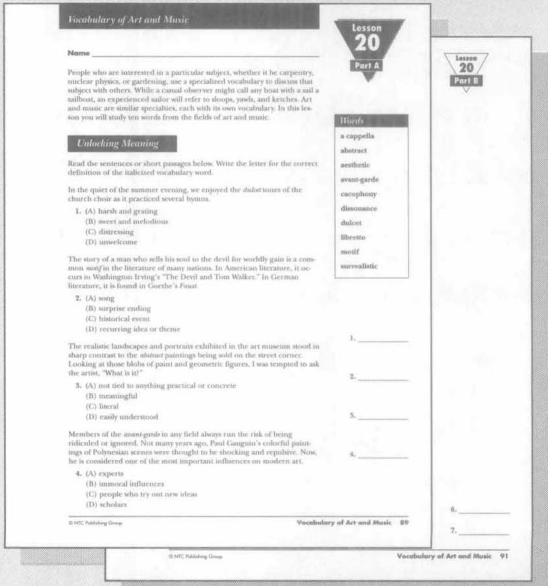 Vocabulary of Art and Music
Lesson
20
Part A
Name
People who are interested in a particular subject, whether it be carpentry,
nuclear physics, or gardening, use a specialized vocabulary to discuss that
subject with others. While a casual observer might call any boat with a sail a
sailboat, an experienced sailor will refer to sloops, yawls, and ketches. Art
and music are similar specialties, each with its own vocabulary. In this les-
son you will study ten words from the fields of art and music.
Unlocking Meaning
Read the sentences or short passages below. Write the letter for the correct
definition of the italicized vocabulary word.
In the quiet of the summer evening, we enjoyed the dulcet tones of the
church choir as it practiced several hymns.
1. (A) harsh and grating
(B) sweet and melodious
(C) distressing
(D) unwelcome
The story of a man who sells his soul to the devil for worldly gain is a com-
mon motif in the literature of many nations. In American literature, it oc-
curs in Washington Irving's "The Devil and Tom Walker." In German
literature, it is found in Goethe's Faust.
2. (A) song
(B) surprise ending
(C) historical event
(D) recurring idea or theme
The realistic landscapes and portraits exhibited in the art museum stood in
sharp contrast to the abstract paintings being sold on the street corner.
Looking at those blobs of paint and geometric figures, I was tempted to ask
the artist, "What is it?"
3. (A) not tied to anything practical or concrete
(B) meaningful
(C) literal
(D) easily understood
Members of the avant-garde in any field always run the risk of being
ridiculed or ignored. Not many years ago, Paul Gauguin's colorful paint-
ings of Polynesian scenes were thought to be shocking and repulsive. Now,
he is considered one of the most important influences on modern art.
4. (A) experts
(B) immoral influences
(C) people who try out new ideas
(D) scholars
Words
a cappella
abstract
aesthetic
avant-garde
cacophony
dissonance
dulcet
libretto
motif
surrealistic
1.
2.
3.
4.
© NTC Publishing Group
Vocabulary of Art and Music 89
Lesson
20
Part B
6.
7.
© NTC Publishing Group
Vocabulary of Art and Music 91